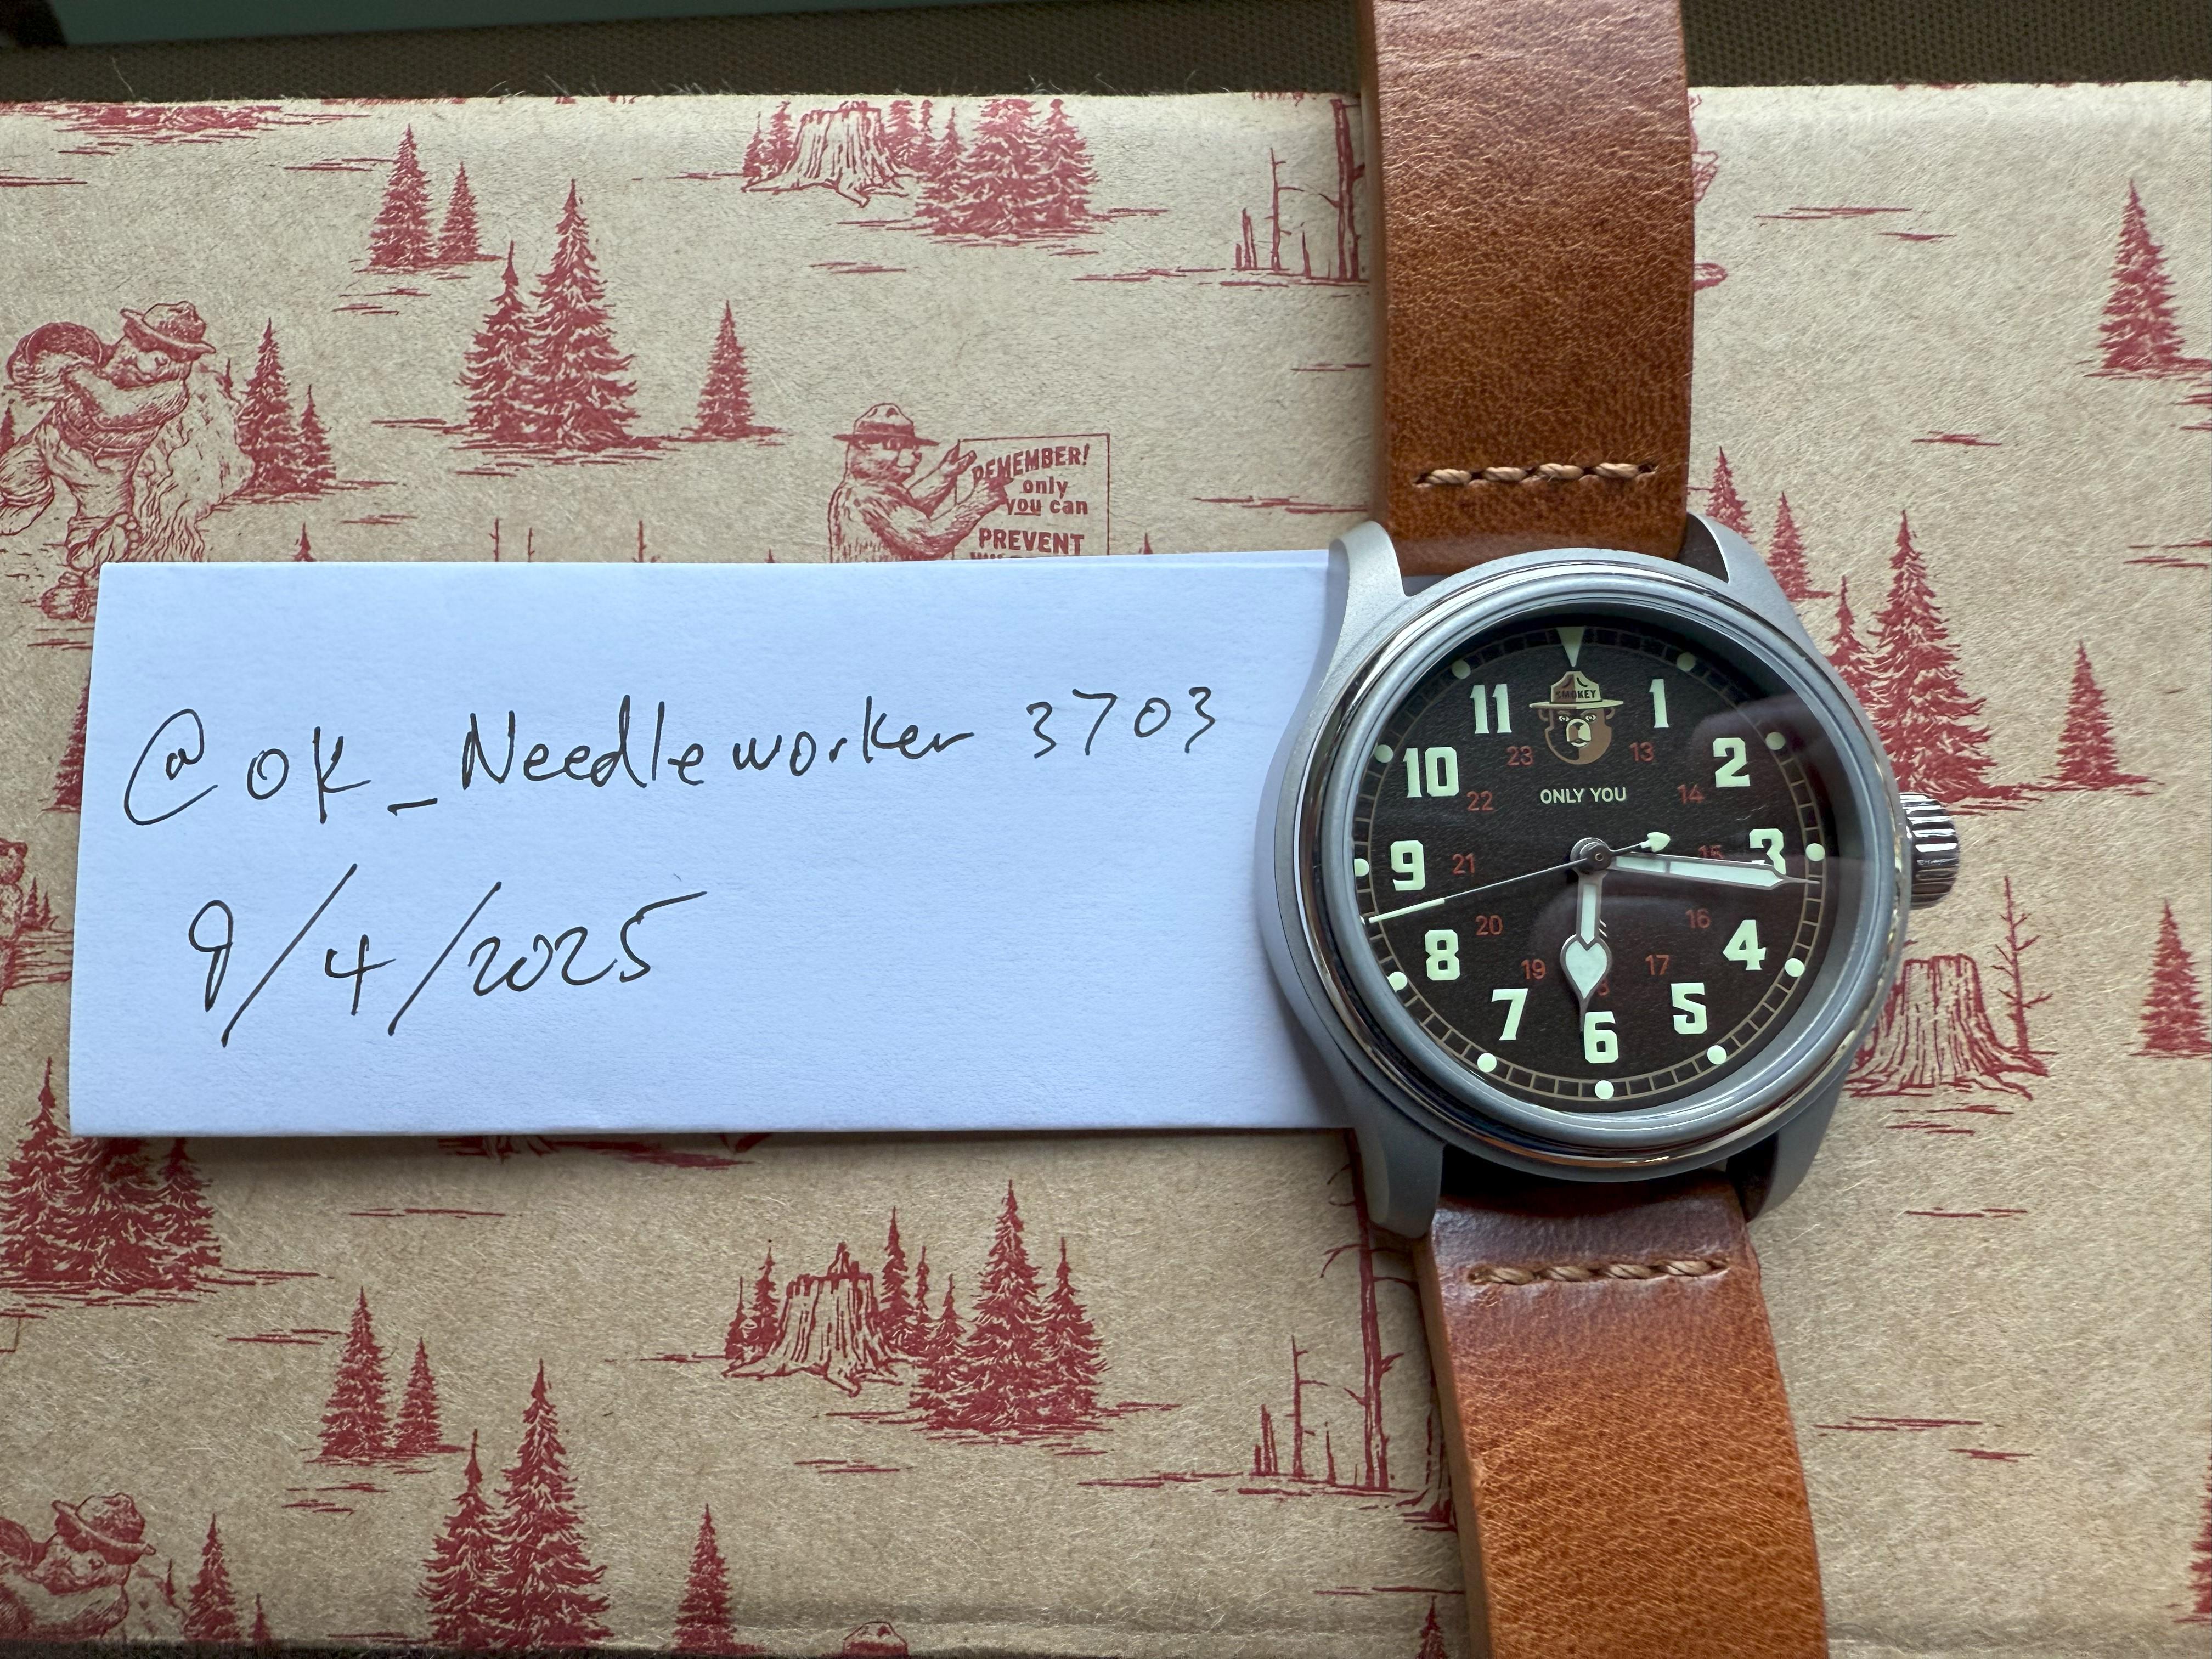 REMEMBER!
only
you can
PREVENT
@OK_Needleworker 3703
9/4/2025
SMOKEY
11 1
23 13
10 2
22 14
ONLY YOU
9 21 15 3
20 16
8 4
19 17
7 5
6